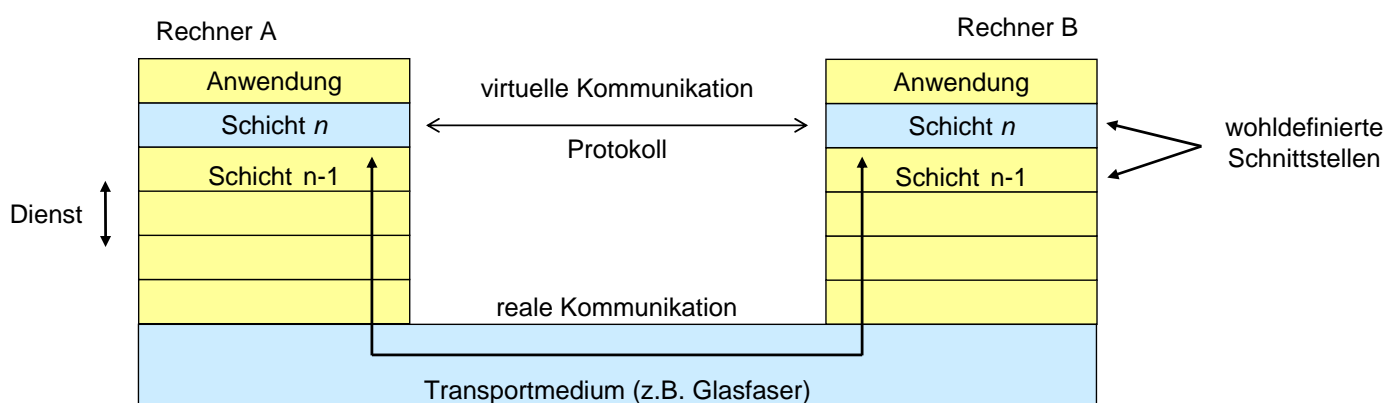 Rechner A
Rechner B
Anwendung
virtuelle Kommunikation
Anwendung
Schicht n
Protokoll
Schicht n
wohldefinierte
Schnittstellen
Schicht n-1
Schicht n-1
Dienst
reale Kommunikation
Transportmedium (z.B. Glasfaser)